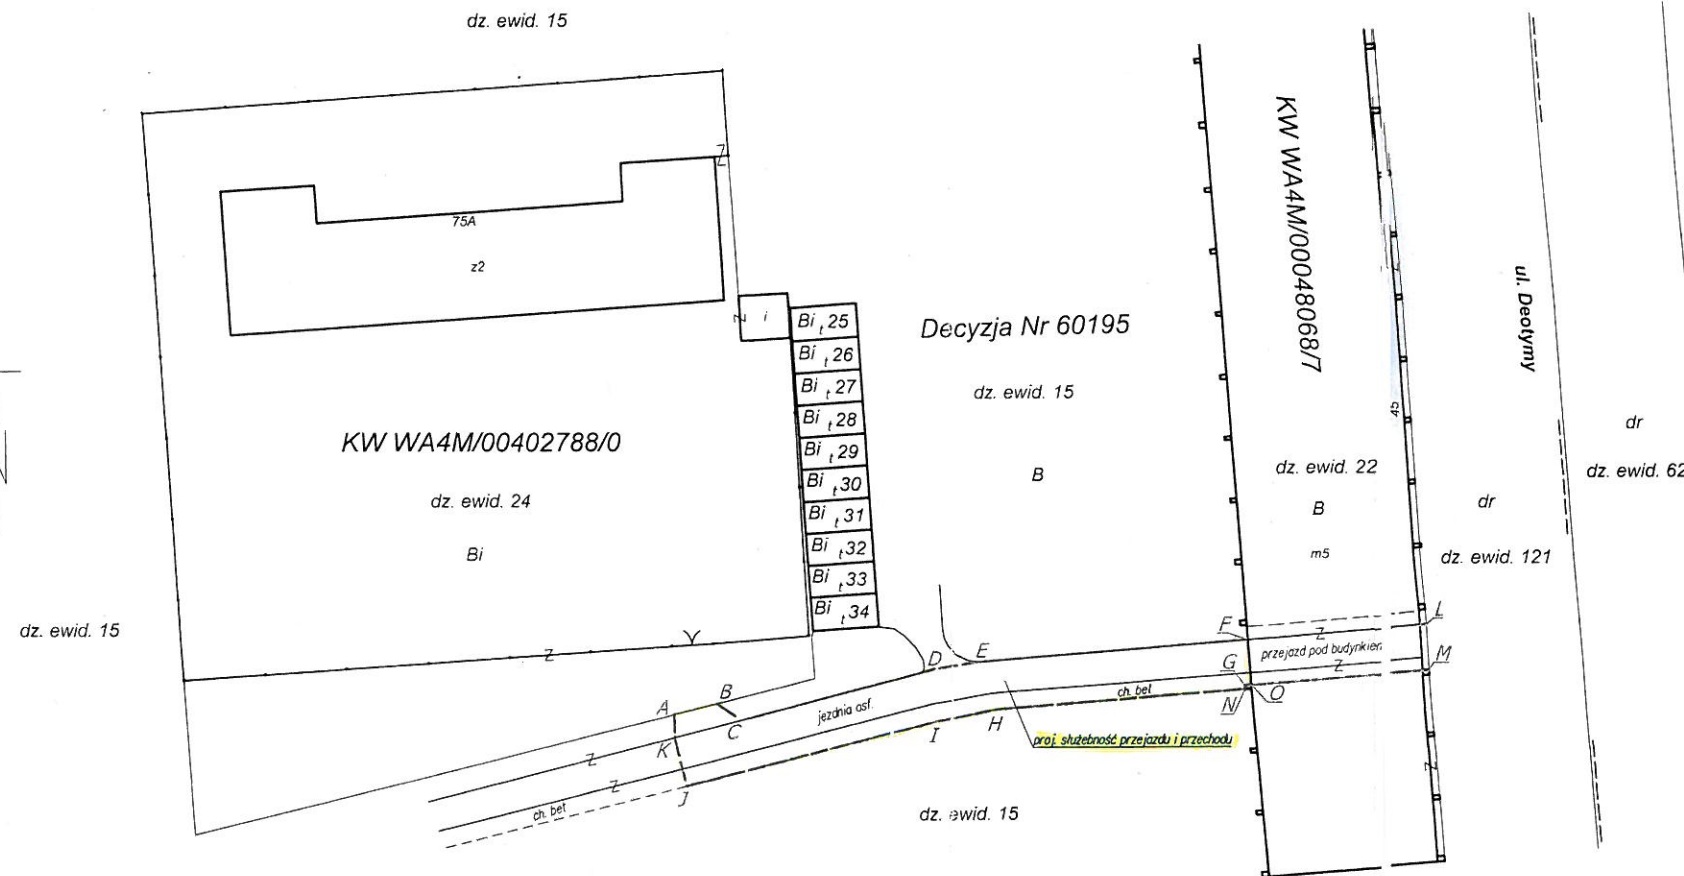 dz. ewid. 15
75A
z2
i
Bi t 25
Bi t 26
Bi t 27
Bi t 28
Bi t 29
Bi t 30
Bi t 31
Bi t 32
Bi t 33
Bi t 34
KW WA4M/00402788/0
dz. ewid. 24
Bi
dz. ewid. 15
Decyzja Nr 60195
dz. ewid. 15
B
KW WA4M/00048068/7
45
dz. ewid. 22
B
m5
ul. Deotymy
dr
dz. ewid. 62
dr
dz. ewid. 121
A
B
C
D
E
F
G
H
I
J
K
L
M
N
O
Z
Z
Z
Z
Z
Z
Z
Z
Z
jezdnia asf.
ch. bet
ch. bet
przejazd pod budynkiem
proj. służebność przejazdu i przechodu
dz. ewid. 15